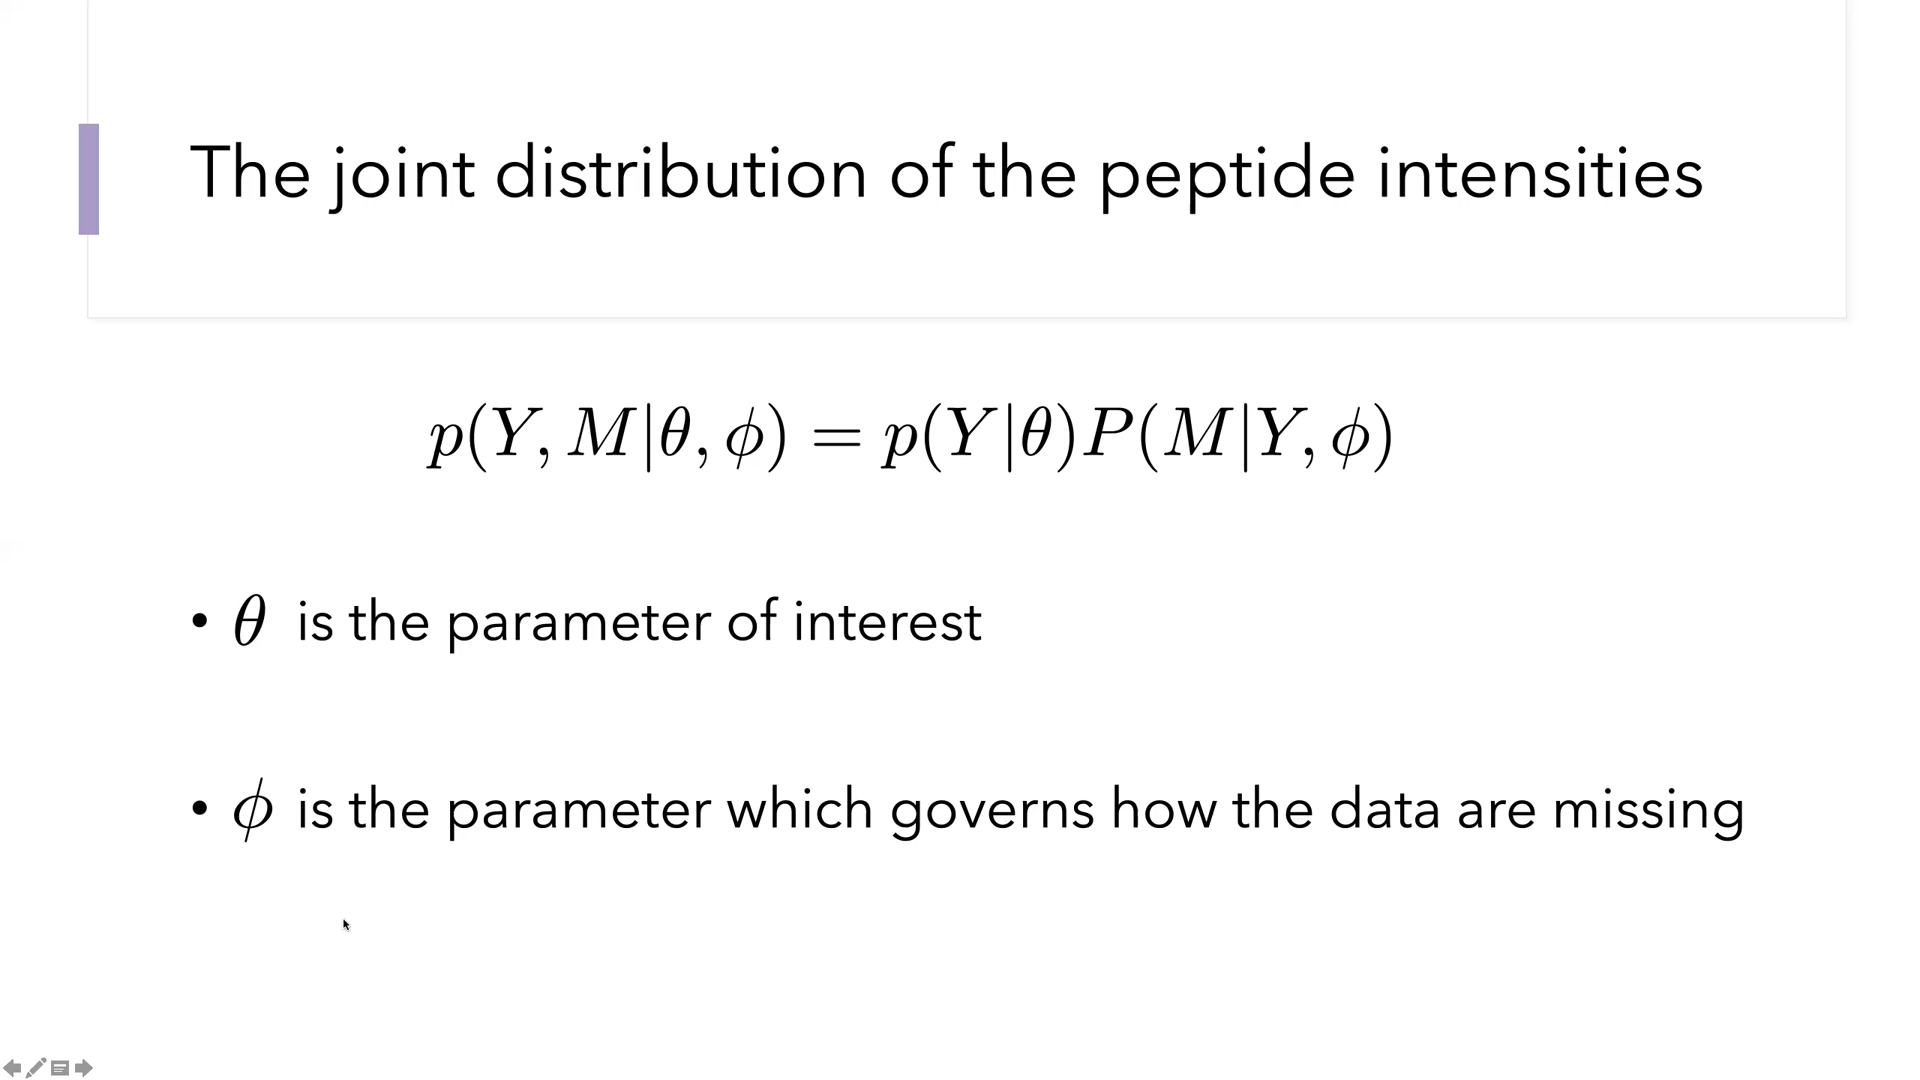 The joint distribution of the peptide intensities
p(Y, M|θ, ϕ) = p(Y|θ)P(M|Y, ϕ)
• θ is the parameter of interest
• ϕ is the parameter which governs how the data are missing